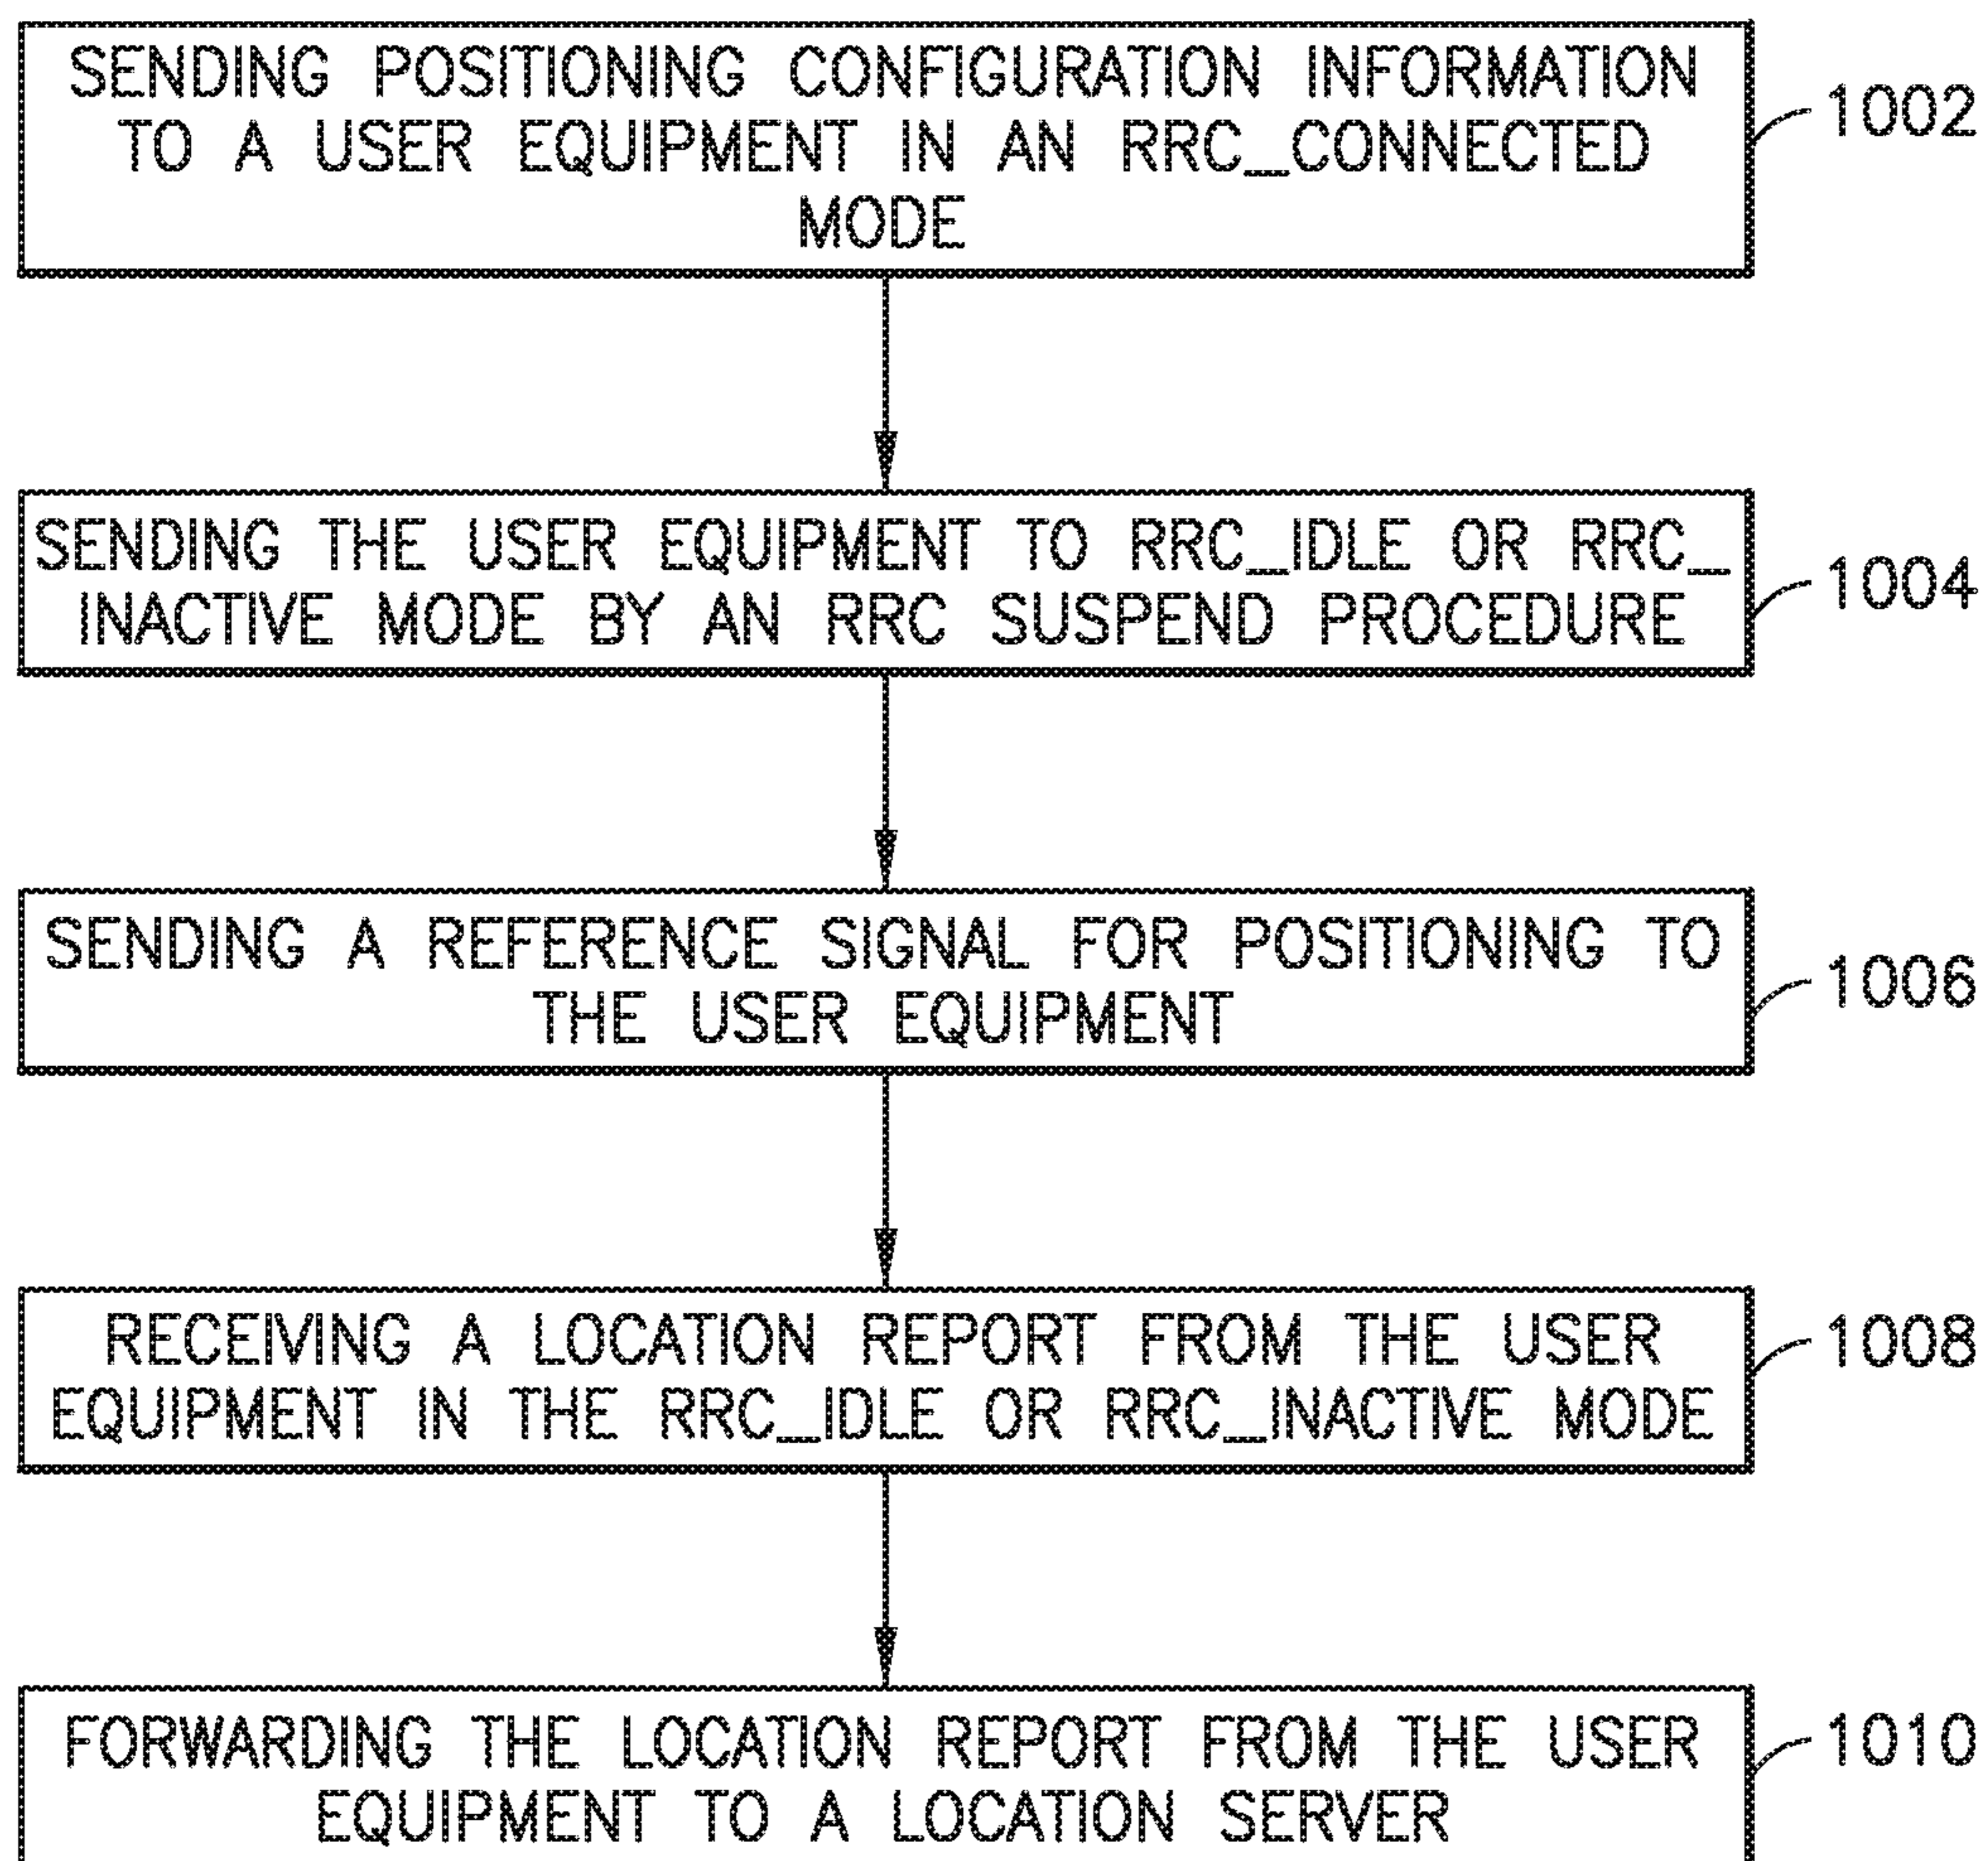 SENDING POSITIONING CONFIGURATION INFORMATION
TO A USER EQUIPMENT IN AN RRC_CONNECTED
MODE
1002
SENDING THE USER EQUIPMENT TO RRC_IDLE OR RRC_
INACTIVE MODE BY AN RRC SUSPEND PROCEDURE
1004
SENDING A REFERENCE SIGNAL FOR POSITIONING TO
THE USER EQUIPMENT
1006
RECEIVING A LOCATION REPORT FROM THE USER
EQUIPMENT IN THE RRC_IDLE OR RRC_INACTIVE MODE
1008
FORWARDING THE LOCATION REPORT FROM THE USER
EQUIPMENT TO A LOCATION SERVER
1010